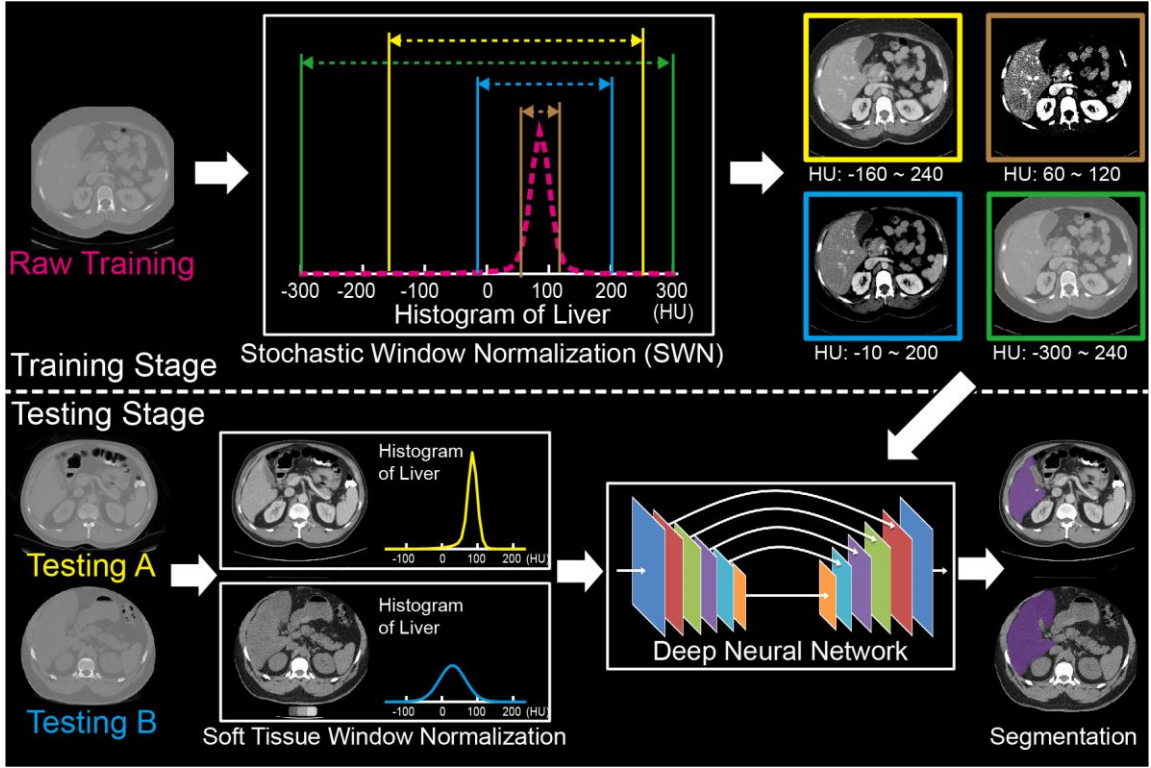 Raw Training
-300 -200 -100 0 100 200 300
(HU)
Histogram of Liver
Stochastic Window Normalization (SWN)
HU: -160 ~ 240
HU: 60 ~ 120
HU: -10 ~ 200
HU: -300 ~ 240
Training Stage
Testing Stage
Testing A
Histogram
of Liver
-100 0 100 200 (HU)
Testing B
Histogram
of Liver
-100 0 100 200 (HU)
Soft Tissue Window Normalization
Deep Neural Network
Segmentation